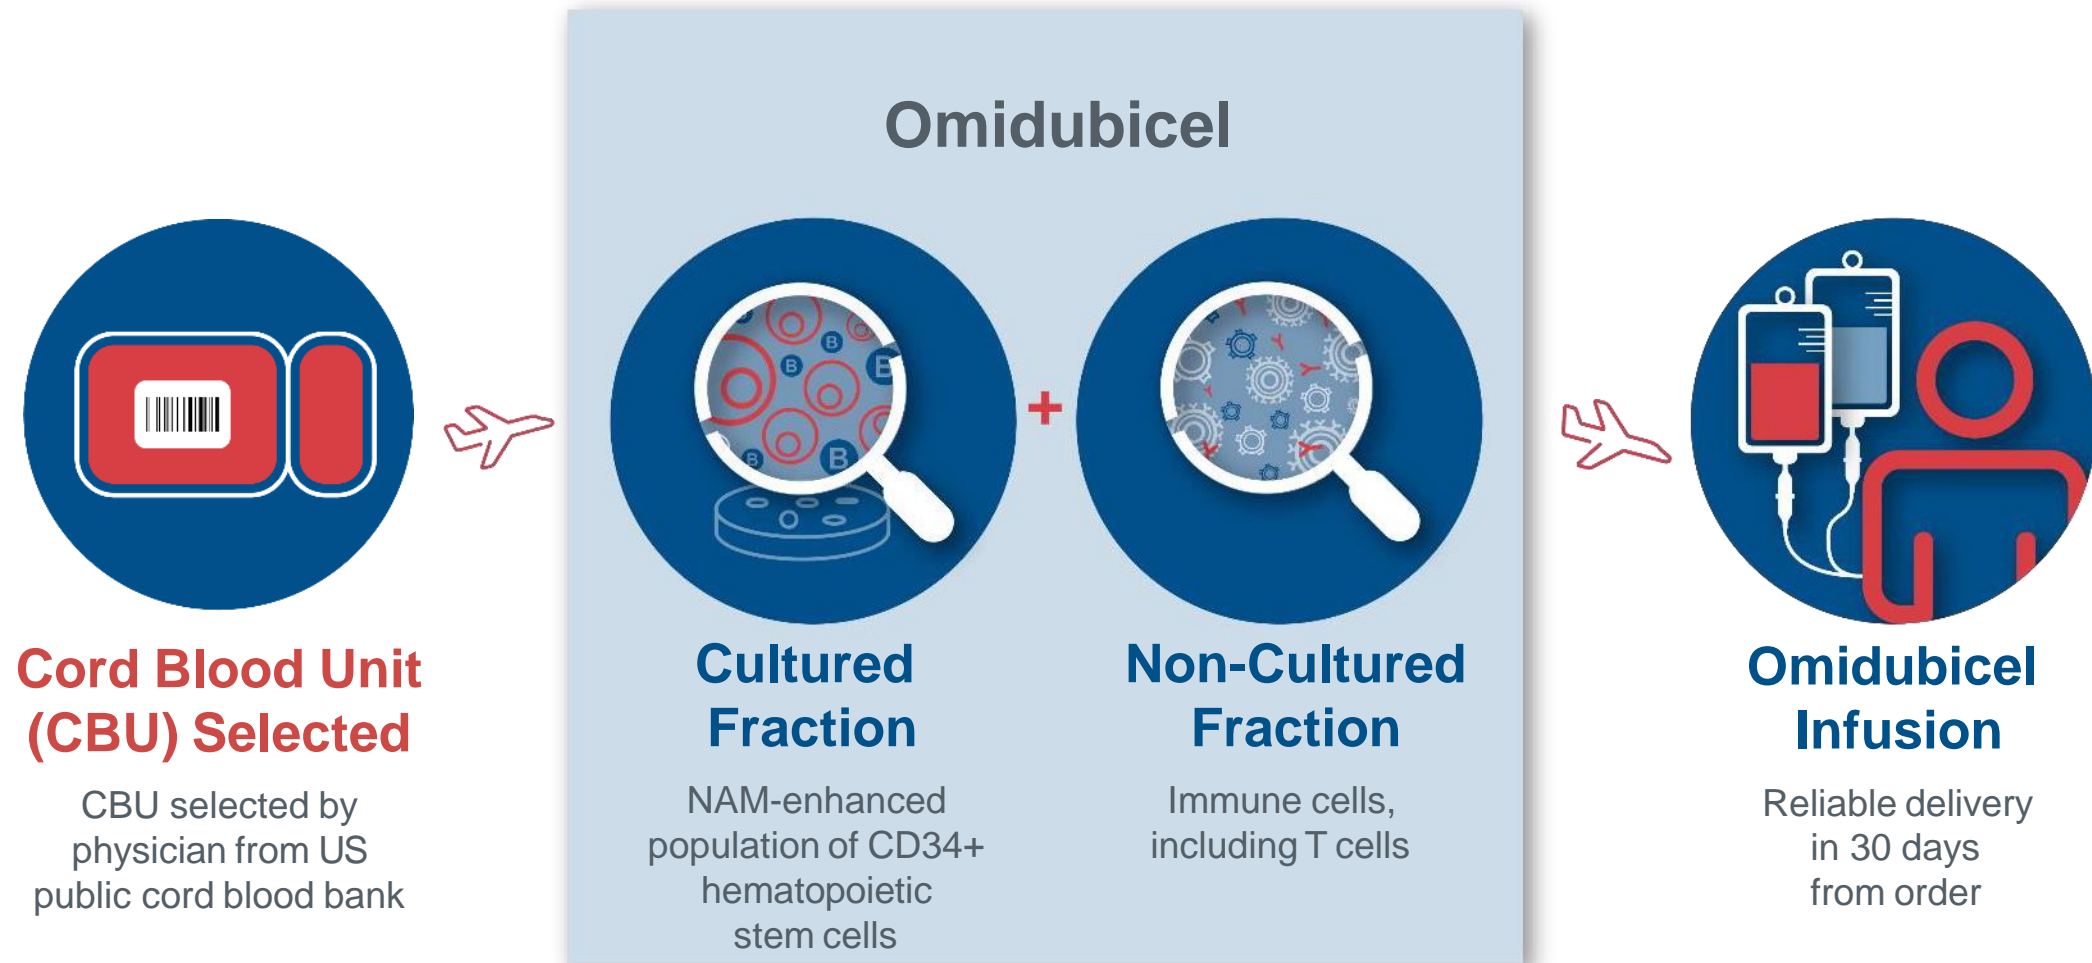 Omidubicel
Cord Blood Unit
(CBU) Selected
CBU selected by
physician from US
public cord blood bank
B
B
B
B
B
Cultured
Fraction
NAM-enhanced
population of CD34+
hematopoietic
stem cells
+
Non-Cultured
Fraction
Immune cells,
including T cells
Omidubicel
Infusion
Reliable delivery
in 30 days
from order